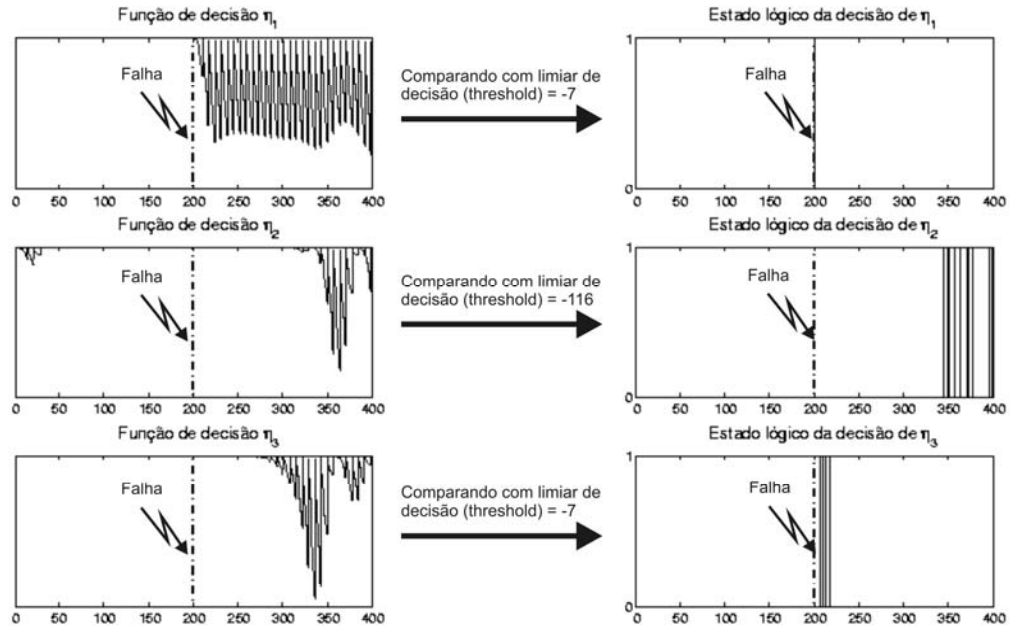 Função de decisão η1
Estado lógico da decisão de η1
1
Falha
Comparando com limiar de
decisão (threshold) = -7
Falha
0
0 50 100 150 200 250 300 350 400
0 50 100 150 200 250 300 350 400
Função de decisão η2
Estado lógico da decisão de η2
1
Falha
Comparando com limiar de
decisão (threshold) = -116
Falha
0
0 50 100 150 200 250 300 350 400
0 50 100 150 200 250 300 350 400
Função de decisão η3
Estado lógico da decisão de η3
1
Falha
Comparando com limiar de
decisão (threshold) = -7
Falha
0
0 50 100 150 200 250 300 350 400
0 50 100 150 200 250 300 350 400